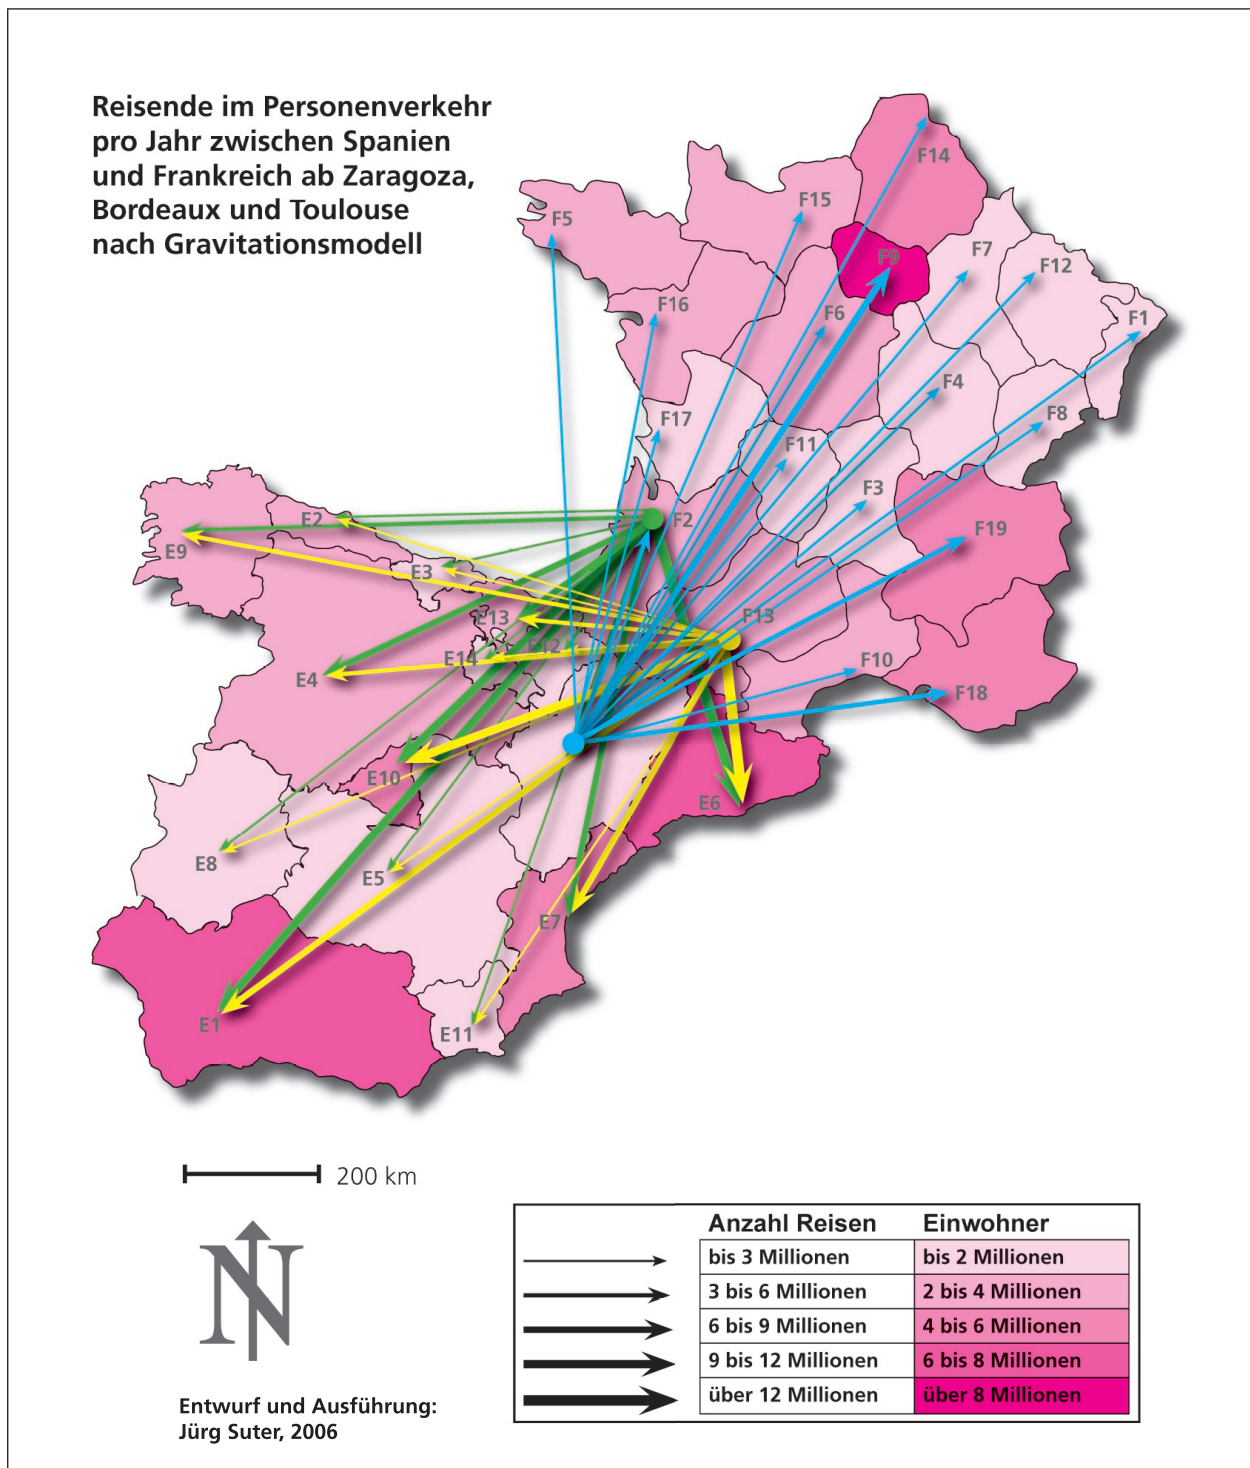 Reisende im Personenverkehr
pro Jahr zwischen Spanien
und Frankreich ab Zaragoza,
Bordeaux und Toulouse
nach Gravitationsmodell
F14
F5
F15
F9
F7
F12
F16
F6
F1
F4
F17
F11
F8
F3
E2
F2
F19
E9
E3
E13
F13
E12
E14
F10
E4
F18
E10
E6
E8
E5
E7
E1
E11
200 km
N
Anzahl Reisen Einwohner
bis 3 Millionen bis 2 Millionen
3 bis 6 Millionen 2 bis 4 Millionen
6 bis 9 Millionen 4 bis 6 Millionen
9 bis 12 Millionen 6 bis 8 Millionen
über 12 Millionen über 8 Millionen
Entwurf und Ausführung:
Jürg Suter, 2006